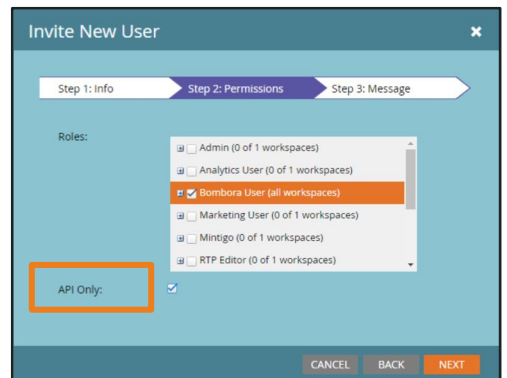 Invite New User
Step 1: Info Step 2: Permissions Step 3: Message
Roles:
Admin (0 of 1 workspaces)
Analytics User (0 of 1 workspaces)
Bombora User (all workspaces)
Marketing User (0 of 1 workspaces)
Mintigo (0 of 1 workspaces)
RTP Editor (0 of 1 workspaces)
API Only:
CANCEL BACK NEXT